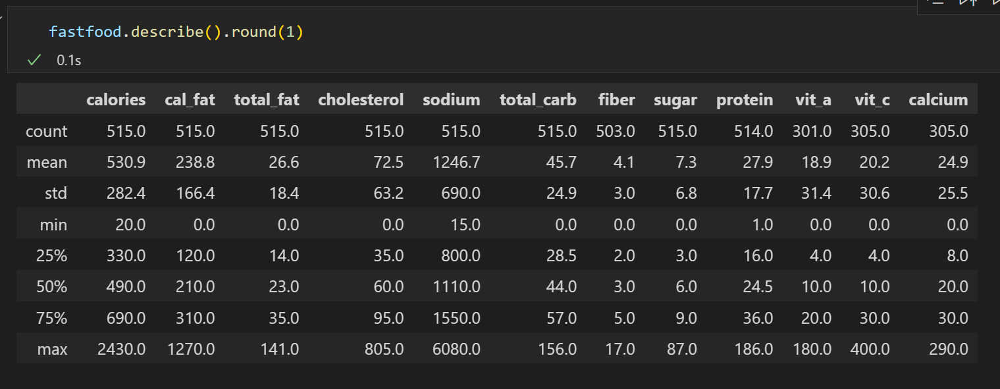 fastfood.describe().round(1)
0.1s
calories cal_fat total_fat cholesterol sodium total_carb fiber sugar protein vit_a vit_c calcium
count 515.0 515.0 515.0 515.0 515.0 515.0 503.0 515.0 514.0 301.0 305.0 305.0
mean 530.9 238.8 26.6 72.5 1246.7 45.7 4.1 7.3 27.9 18.9 20.2 24.9
std 282.4 166.4 18.4 63.2 690.0 24.9 3.0 6.8 17.7 31.4 30.6 25.5
min 20.0 0.0 0.0 0.0 15.0 0.0 0.0 0.0 1.0 0.0 0.0 0.0
25% 330.0 120.0 14.0 35.0 800.0 28.5 2.0 3.0 16.0 4.0 4.0 8.0
50% 490.0 210.0 23.0 60.0 1110.0 44.0 3.0 6.0 24.5 10.0 10.0 20.0
75% 690.0 310.0 35.0 95.0 1550.0 57.0 5.0 9.0 36.0 20.0 30.0 30.0
max 2430.0 1270.0 141.0 805.0 6080.0 156.0 17.0 87.0 186.0 180.0 400.0 290.0